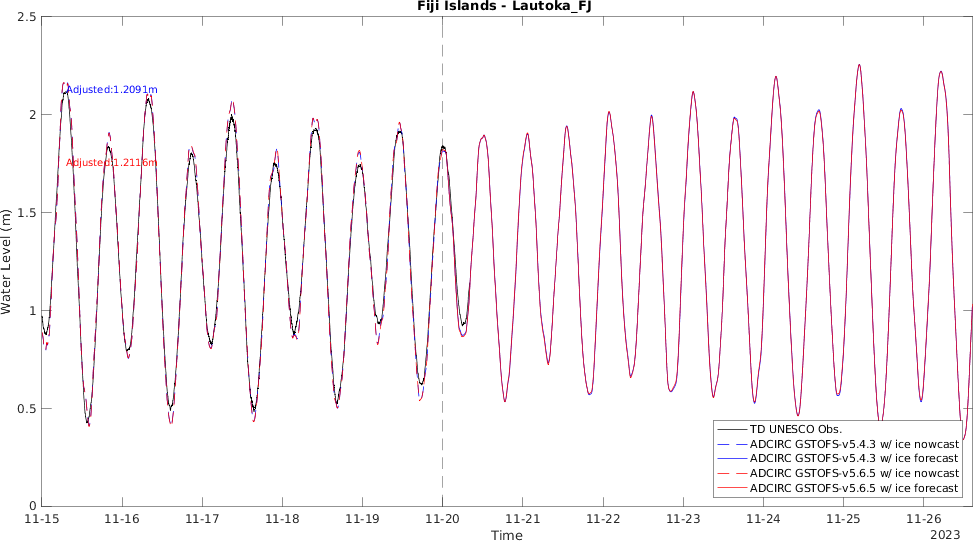 Fiji Islands - Lautoka_FJ
2.5
2
1.5
1
0.5
0
Water Level (m)
Adjusted:1.2091m
Adjusted:1.2116m
TD UNESCO Obs.
ADCIRC GSTOFS-v5.4.3 w/ ice nowcast
ADCIRC GSTOFS-v5.4.3 w/ ice forecast
ADCIRC GSTOFS-v5.6.5 w/ ice nowcast
ADCIRC GSTOFS-v5.6.5 w/ ice forecast
11-15 11-16 11-17 11-18 11-19 11-20 11-21 11-22 11-23 11-24 11-25 11-26
Time
2023